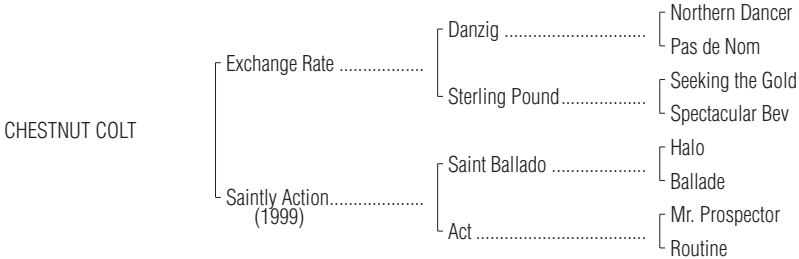 Northern Dancer
Danzig ..............................
Pas de Nom
Exchange Rate ..................
Seeking the Gold
Sterling Pound..................
Spectacular Bev
CHESTNUT COLT
Halo
Saint Ballado ....................
Ballade
Saintly Action....................
(1999)
Mr. Prospector
Act ....................................
Routine